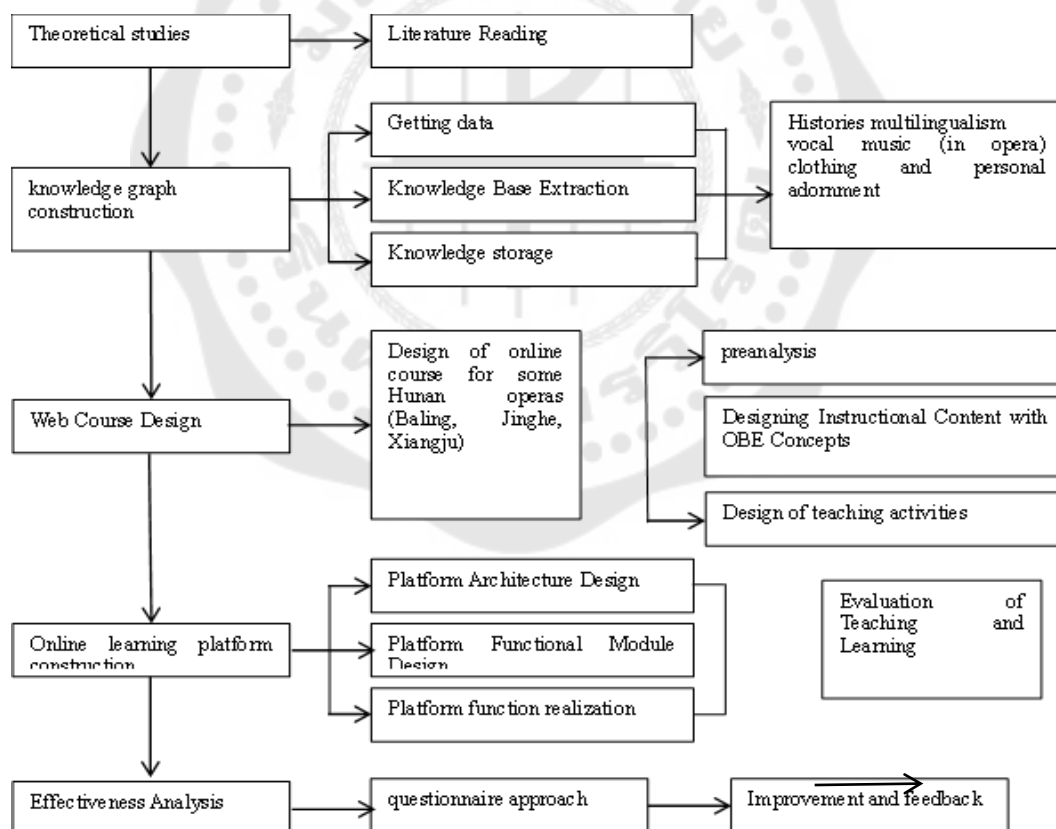 Theoretical studies
Literature Reading
Getting data
Histories multilingualism
vocal music (in opera)
clothing and personal
adornment
knowledge graph
construction
Knowledge Base Extraction
Knowledge storage
Design of online
course for some
Hunan operas
(Baling, Jinghe,
Xiangju)
preanalysis
Web Course Design
Designing Instructional Content with
OBE Concepts
Design of teaching activities
Platform Architecture Design
Evaluation of
Teaching and
Learning
Online learning platform
construction
Platform Functional Module
Design
Platform function realization
Effectiveness Analysis
questionnaire approach
Improvement and feedback